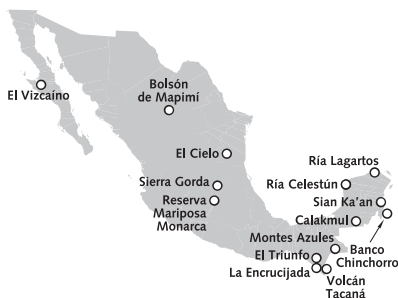 El Vizcaíno
Bolsón
de Mapimí
El Cielo
Ría Lagartos
Sierra Gorda
Ría Celestún
Reserva
Mariposa
Monarca
Sian Ka'an
Calakmul
Montes Azules
Banco
Chinchorro
El Triunfo
La Encrucijada
Volcán
Tacaná